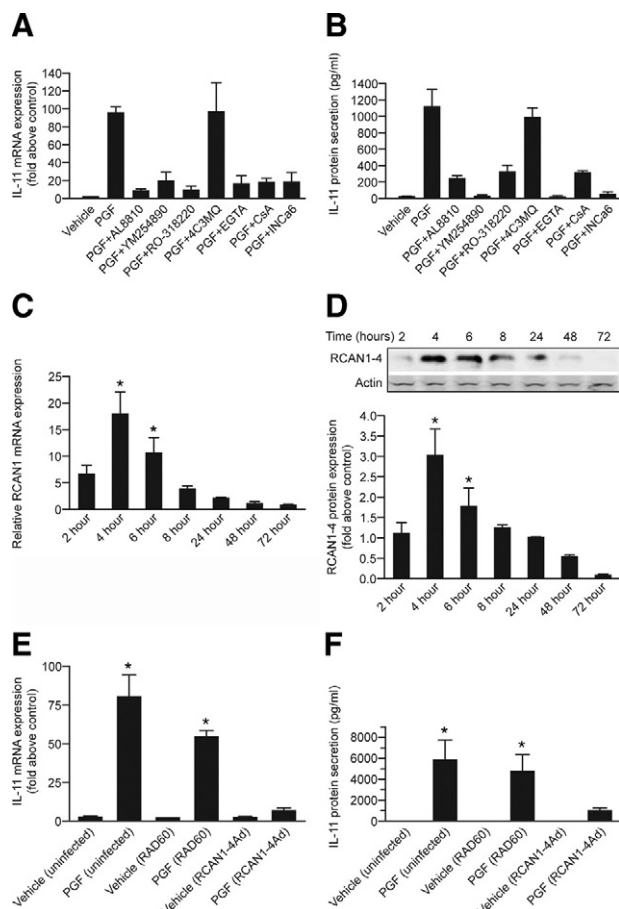 A
IL-11 mRNA expression
(fold above control)
120
100
80
60
40
20
0
Vehicle
PGF
PGF+AL8810
PGF+YM254890
PGF+RO-318220
PGF+4C3MQ
PGF+EGTA
PGF+CsA
PGF+INCa6
B
IL-11 protein secretion (pg/ml)
1400
1200
1000
800
600
400
200
0
Vehicle
PGF
PGF+AL8810
PGF+YM254890
PGF+RO-318220
PGF+4C3MQ
PGF+EGTA
PGF+CsA
PGF+INCa6
C
Relative RCAN1 mRNA expression
25
20
15
10
5
0
*
*
2 hour
4 hour
6 hour
8 hour
24 hour
48 hour
72 hour
D
Time (hours) 2 4 6 8 24 48 72
RCAN1-4
Actin
RCAN1-4 protein expression
(fold above control)
4.0
3.5
3.0
2.5
2.0
1.5
1.0
0.5
0.0
*
*
2 hour
4 hour
6 hour
8 hour
24 hour
48 hour
72 hour
E
IL-11 mRNA expression
(fold above control)
100
75
50
25
0
*
*
Vehicle (uninfected)
PGF (uninfected)
Vehicle (RAD60)
PGF (RAD60)
Vehicle (RCAN1-4Ad)
PGF (RCAN1-4Ad)
F
IL-11 protein secretion (pg/ml)
8000
6000
5000
4000
3000
2000
1000
0
*
*
Vehicle (uninfected)
PGF (uninfected)
Vehicle (RAD60)
PGF (RAD60)
Vehicle (RCAN1-4Ad)
PGF (RCAN1-4Ad)